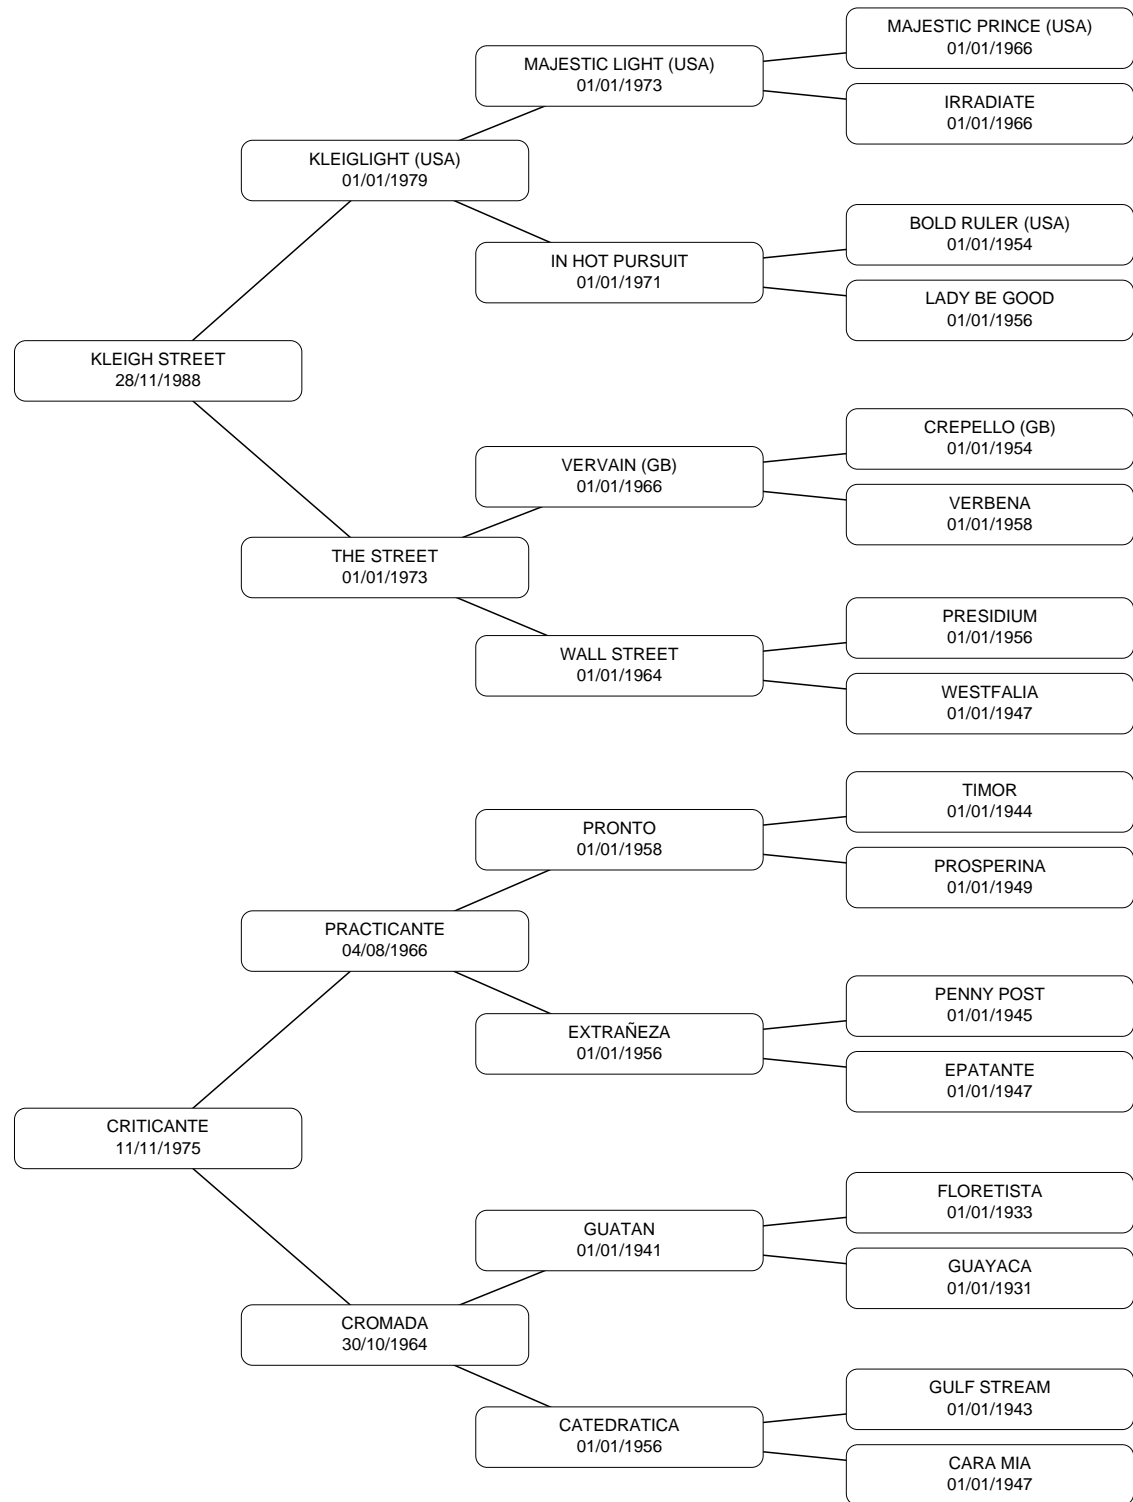 MAJESTIC PRINCE (USA)
01/01/1966
MAJESTIC LIGHT (USA)
01/01/1973
IRRADIATE
01/01/1966
KLEIGLIGHT (USA)
01/01/1979
BOLD RULER (USA)
01/01/1954
IN HOT PURSUIT
01/01/1971
LADY BE GOOD
01/01/1956
KLEIGH STREET
28/11/1988
CREPELLO (GB)
01/01/1954
VERVAIN (GB)
01/01/1966
VERBENA
01/01/1958
THE STREET
01/01/1973
PRESIDIUM
01/01/1956
WALL STREET
01/01/1964
WESTFALIA
01/01/1947
TIMOR
01/01/1944
PRONTO
01/01/1958
PROSPERINA
01/01/1949
PRACTICANTE
04/08/1966
PENNY POST
01/01/1945
EXTRAÑEZA
01/01/1956
EPATANTE
01/01/1947
CRITICANTE
11/11/1975
FLORETISTA
01/01/1933
GUATAN
01/01/1941
GUAYACA
01/01/1931
CROMADA
30/10/1964
GULF STREAM
01/01/1943
CATEDRATICA
01/01/1956
CARA MIA
01/01/1947